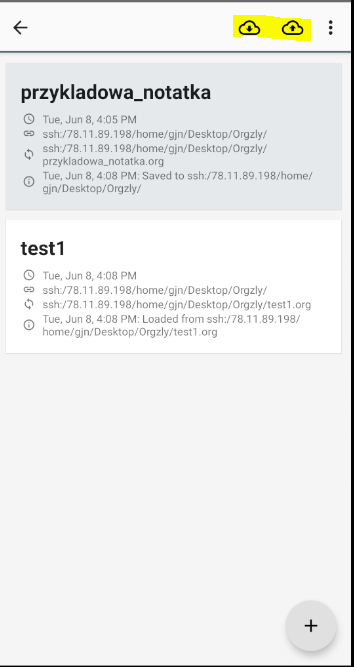 przykladowa_notatka
Tue, Jun 8, 4:05 PM
ssh:/78.11.89.198/home/gjn/Desktop/Orgzly/
ssh:/78.11.89.198/home/gjn/Desktop/Orgzly/
przykladowa_notatka.org
Tue, Jun 8, 4:08 PM: Saved to ssh:/78.11.89.198/home/
gjn/Desktop/Orgzly/
test1
Tue, Jun 8, 4:08 PM
ssh:/78.11.89.198/home/gjn/Desktop/Orgzly/
ssh:/78.11.89.198/home/gjn/Desktop/Orgzly/test1.org
Tue, Jun 8, 4:08 PM: Loaded from ssh:/78.11.89.198/
home/gjn/Desktop/Orgzly/test1.org